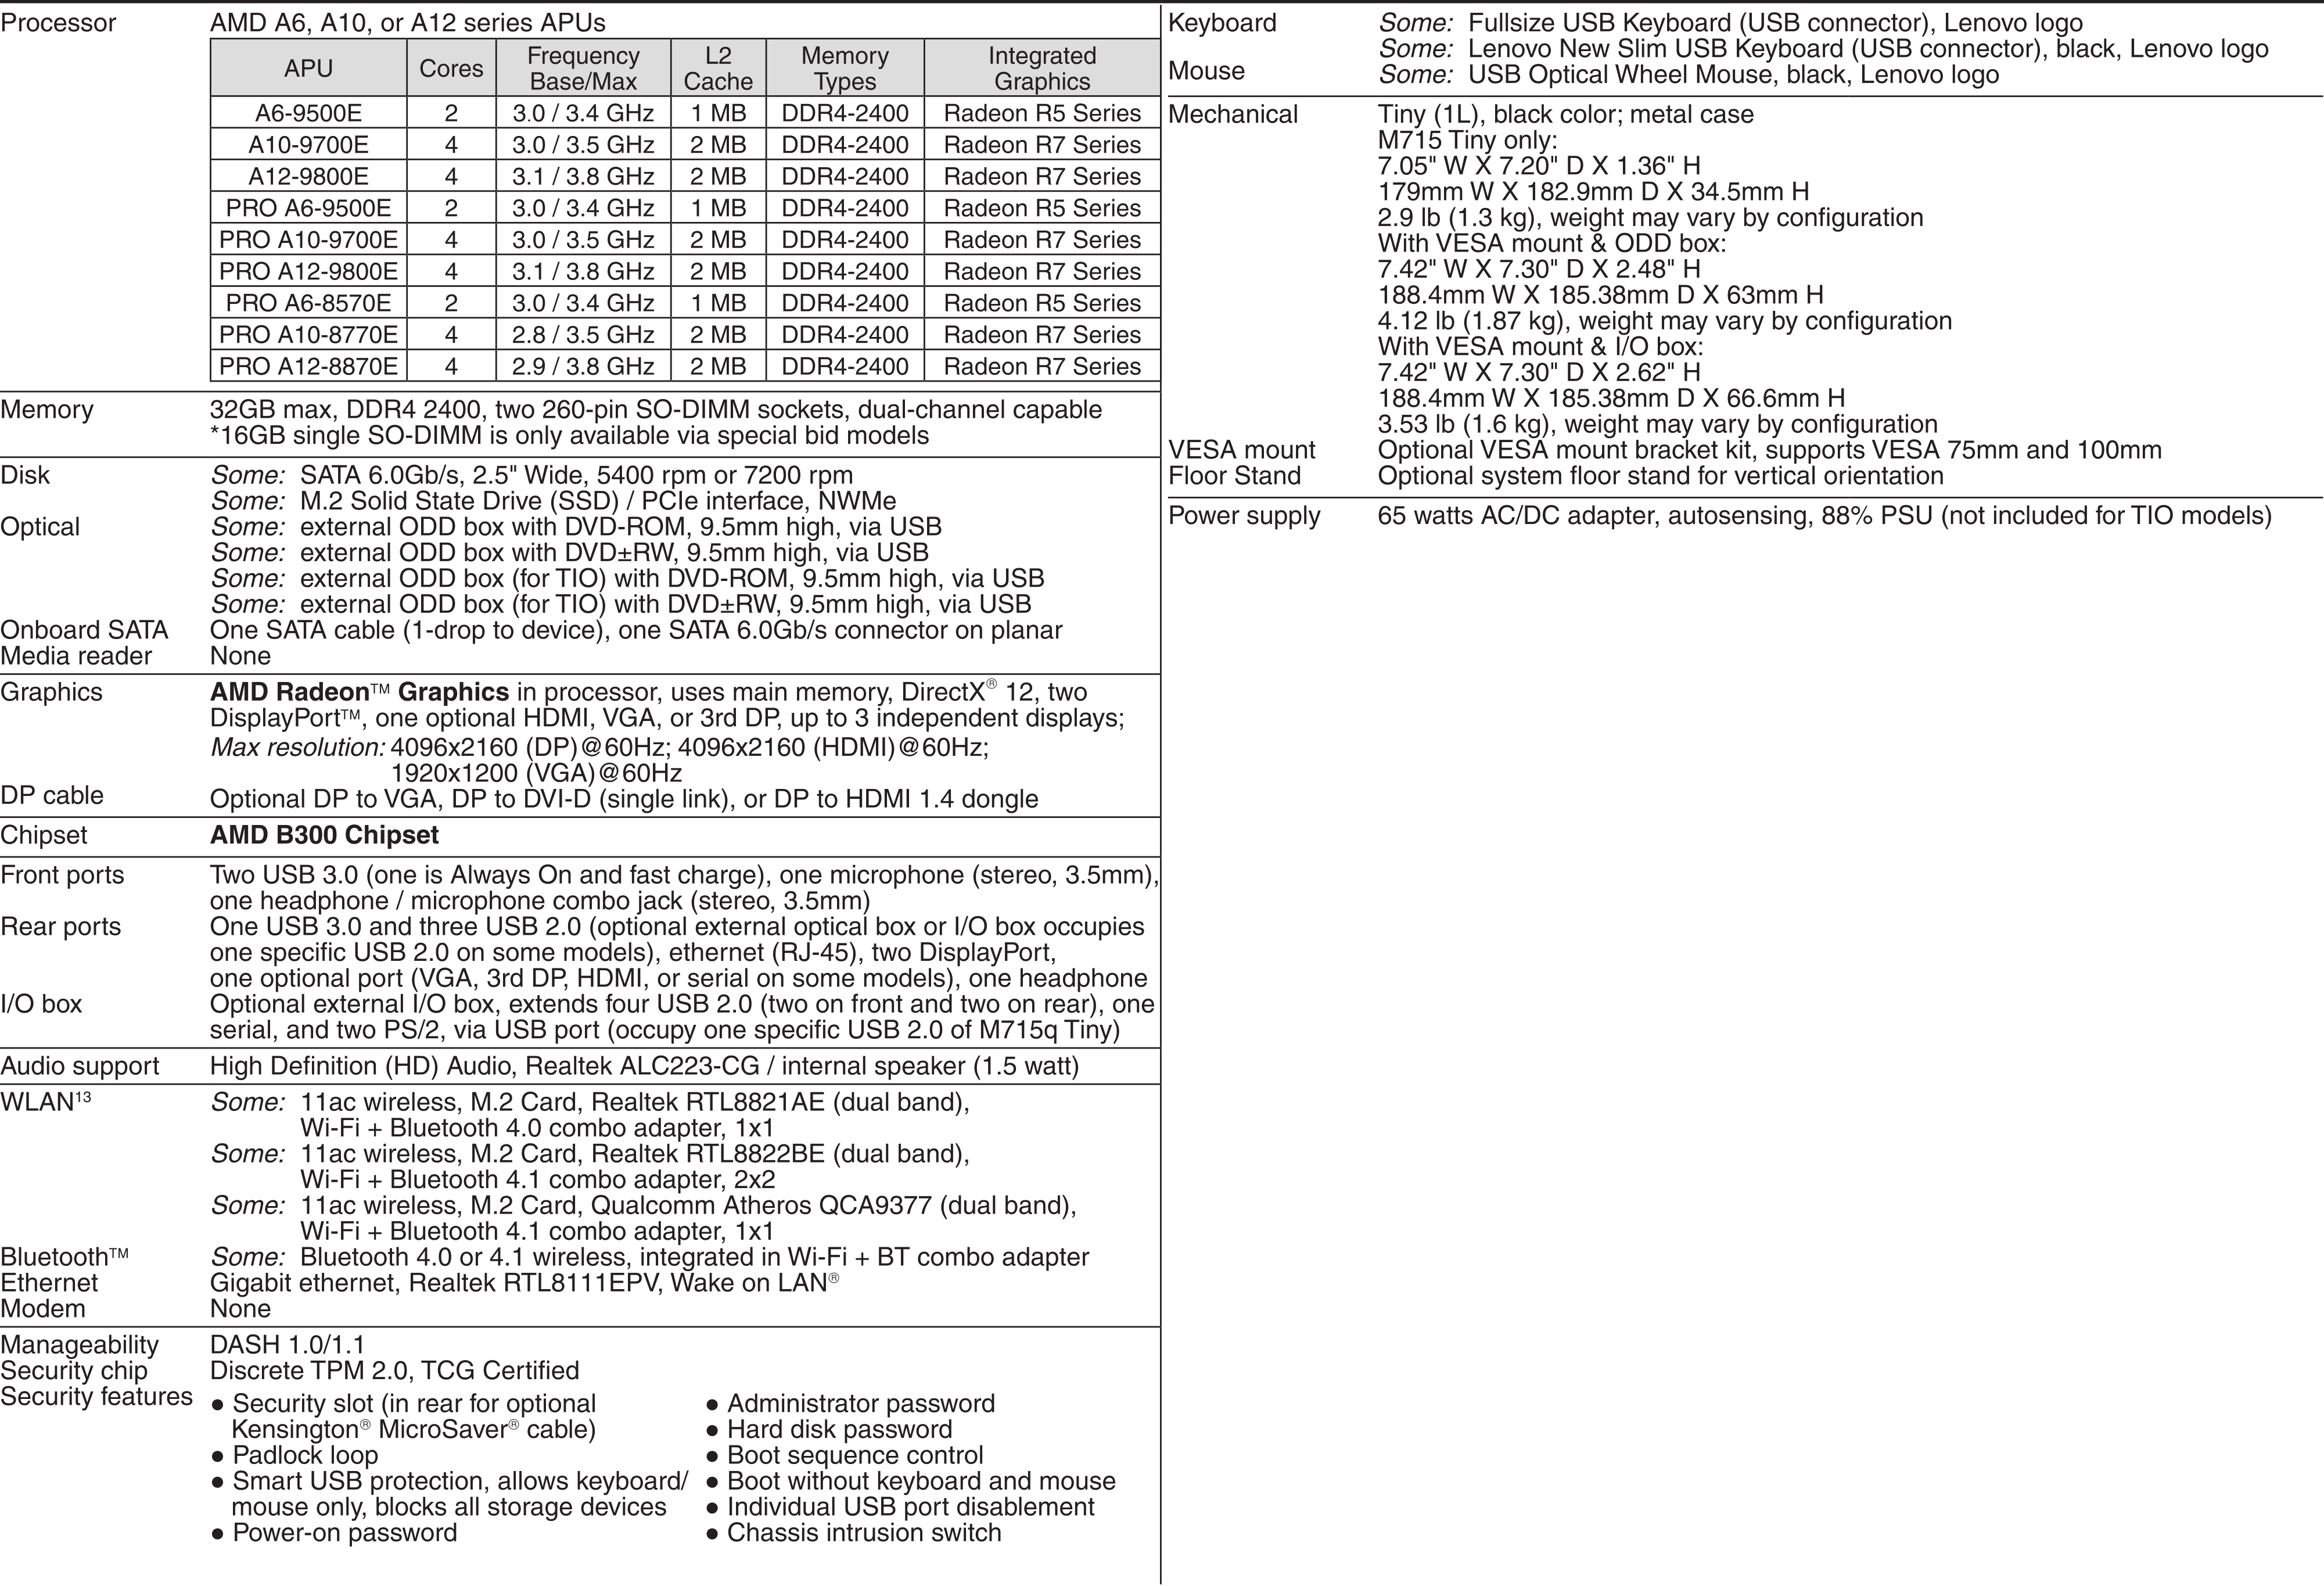 Processor AMD A6, A10, or A12 series APUs
APU Cores Frequency Base/Max L2 Cache Memory Types Integrated Graphics
A6-9500E 2 3.0 / 3.4 GHz 1 MB DDR4-2400 Radeon R5 Series
A10-9700E 4 3.0 / 3.5 GHz 2 MB DDR4-2400 Radeon R7 Series
A12-9800E 4 3.1 / 3.8 GHz 2 MB DDR4-2400 Radeon R7 Series
PRO A6-9500E 2 3.0 / 3.4 GHz 1 MB DDR4-2400 Radeon R5 Series
PRO A10-9700E 4 3.0 / 3.5 GHz 2 MB DDR4-2400 Radeon R7 Series
PRO A12-9800E 4 3.1 / 3.8 GHz 2 MB DDR4-2400 Radeon R7 Series
PRO A6-8570E 2 3.0 / 3.4 GHz 1 MB DDR4-2400 Radeon R5 Series
PRO A10-8770E 4 2.8 / 3.5 GHz 2 MB DDR4-2400 Radeon R7 Series
PRO A12-8870E 4 2.9 / 3.8 GHz 2 MB DDR4-2400 Radeon R7 Series
Memory 32GB max, DDR4 2400, two 260-pin SO-DIMM sockets, dual-channel capable
*16GB single SO-DIMM is only available via special bid models
Disk Some: SATA 6.0Gb/s, 2.5" Wide, 5400 rpm or 7200 rpm
Some: M.2 Solid State Drive (SSD) / PCIe interface, NWMe
Optical Some: external ODD box with DVD-ROM, 9.5mm high, via USB
Some: external ODD box with DVD±RW, 9.5mm high, via USB
Some: external ODD box (for TIO) with DVD-ROM, 9.5mm high, via USB
Some: external ODD box (for TIO) with DVD±RW, 9.5mm high, via USB
Onboard SATA One SATA cable (1-drop to device), one SATA 6.0Gb/s connector on planar
Media reader None
Graphics AMD Radeon™ Graphics in processor, uses main memory, DirectX® 12, two
DisplayPort™, one optional HDMI, VGA, or 3rd DP, up to 3 independent displays;
Max resolution: 4096x2160 (DP)@60Hz; 4096x2160 (HDMI)@60Hz;
1920x1200 (VGA)@60Hz
DP cable Optional DP to VGA, DP to DVI-D (single link), or DP to HDMI 1.4 dongle
Chipset AMD B300 Chipset
Front ports Two USB 3.0 (one is Always On and fast charge), one microphone (stereo, 3.5mm),
one headphone / microphone combo jack (stereo, 3.5mm)
Rear ports One USB 3.0 and three USB 2.0 (optional external optical box or I/O box occupies
one specific USB 2.0 on some models), ethernet (RJ-45), two DisplayPort,
one optional port (VGA, 3rd DP, HDMI, or serial on some models), one headphone
I/O box Optional external I/O box, extends four USB 2.0 (two on front and two on rear), one
serial, and two PS/2, via USB port (occupy one specific USB 2.0 of M715q Tiny)
Audio support High Definition (HD) Audio, Realtek ALC223-CG / internal speaker (1.5 watt)
WLAN¹³ Some: 11ac wireless, M.2 Card, Realtek RTL8821AE (dual band),
Wi-Fi + Bluetooth 4.0 combo adapter, 1x1
Some: 11ac wireless, M.2 Card, Realtek RTL8822BE (dual band),
Wi-Fi + Bluetooth 4.1 combo adapter, 2x2
Some: 11ac wireless, M.2 Card, Qualcomm Atheros QCA9377 (dual band),
Wi-Fi + Bluetooth 4.1 combo adapter, 1x1
Bluetooth™ Some: Bluetooth 4.0 or 4.1 wireless, integrated in Wi-Fi + BT combo adapter
Ethernet Gigabit ethernet, Realtek RTL8111EPV, Wake on LAN®
Modem None
Manageability DASH 1.0/1.1
Security chip Discrete TPM 2.0, TCG Certified
Security features
● Security slot (in rear for optional
Kensington® MicroSaver® cable)
● Padlock loop
● Smart USB protection, allows keyboard/
mouse only, blocks all storage devices
● Power-on password
● Administrator password
● Hard disk password
● Boot sequence control
● Boot without keyboard and mouse
● Individual USB port disablement
● Chassis intrusion switch
Keyboard Some: Fullsize USB Keyboard (USB connector), Lenovo logo
Some: Lenovo New Slim USB Keyboard (USB connector), black, Lenovo logo
Mouse Some: USB Optical Wheel Mouse, black, Lenovo logo
Mechanical Tiny (1L), black color; metal case
M715 Tiny only:
7.05" W X 7.20" D X 1.36" H
179mm W X 182.9mm D X 34.5mm H
2.9 lb (1.3 kg), weight may vary by configuration
With VESA mount & ODD box:
7.42" W X 7.30" D X 2.48" H
188.4mm W X 185.38mm D X 63mm H
4.12 lb (1.87 kg), weight may vary by configuration
With VESA mount & I/O box:
7.42" W X 7.30" D X 2.62" H
188.4mm W X 185.38mm D X 66.6mm H
3.53 lb (1.6 kg), weight may vary by configuration
VESA mount Optional VESA mount bracket kit, supports VESA 75mm and 100mm
Floor Stand Optional system floor stand for vertical orientation
Power supply 65 watts AC/DC adapter, autosensing, 88% PSU (not included for TIO models)